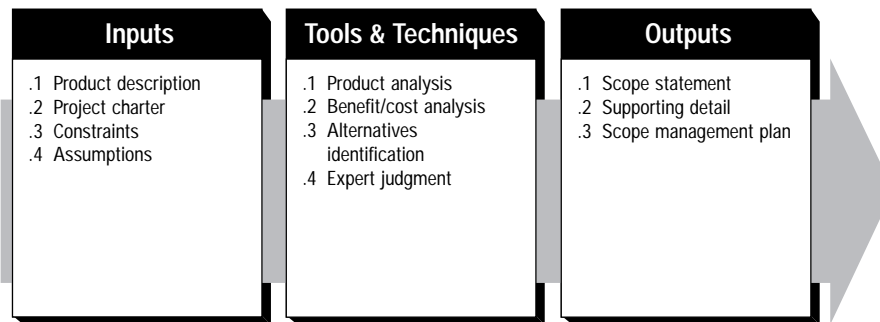 Inputs
.1 Product description
.2 Project charter
.3 Constraints
.4 Assumptions
Tools & Techniques
.1 Product analysis
.2 Benefit/cost analysis
.3 Alternatives
identification
.4 Expert judgment
Outputs
.1 Scope statement
.2 Supporting detail
.3 Scope management plan